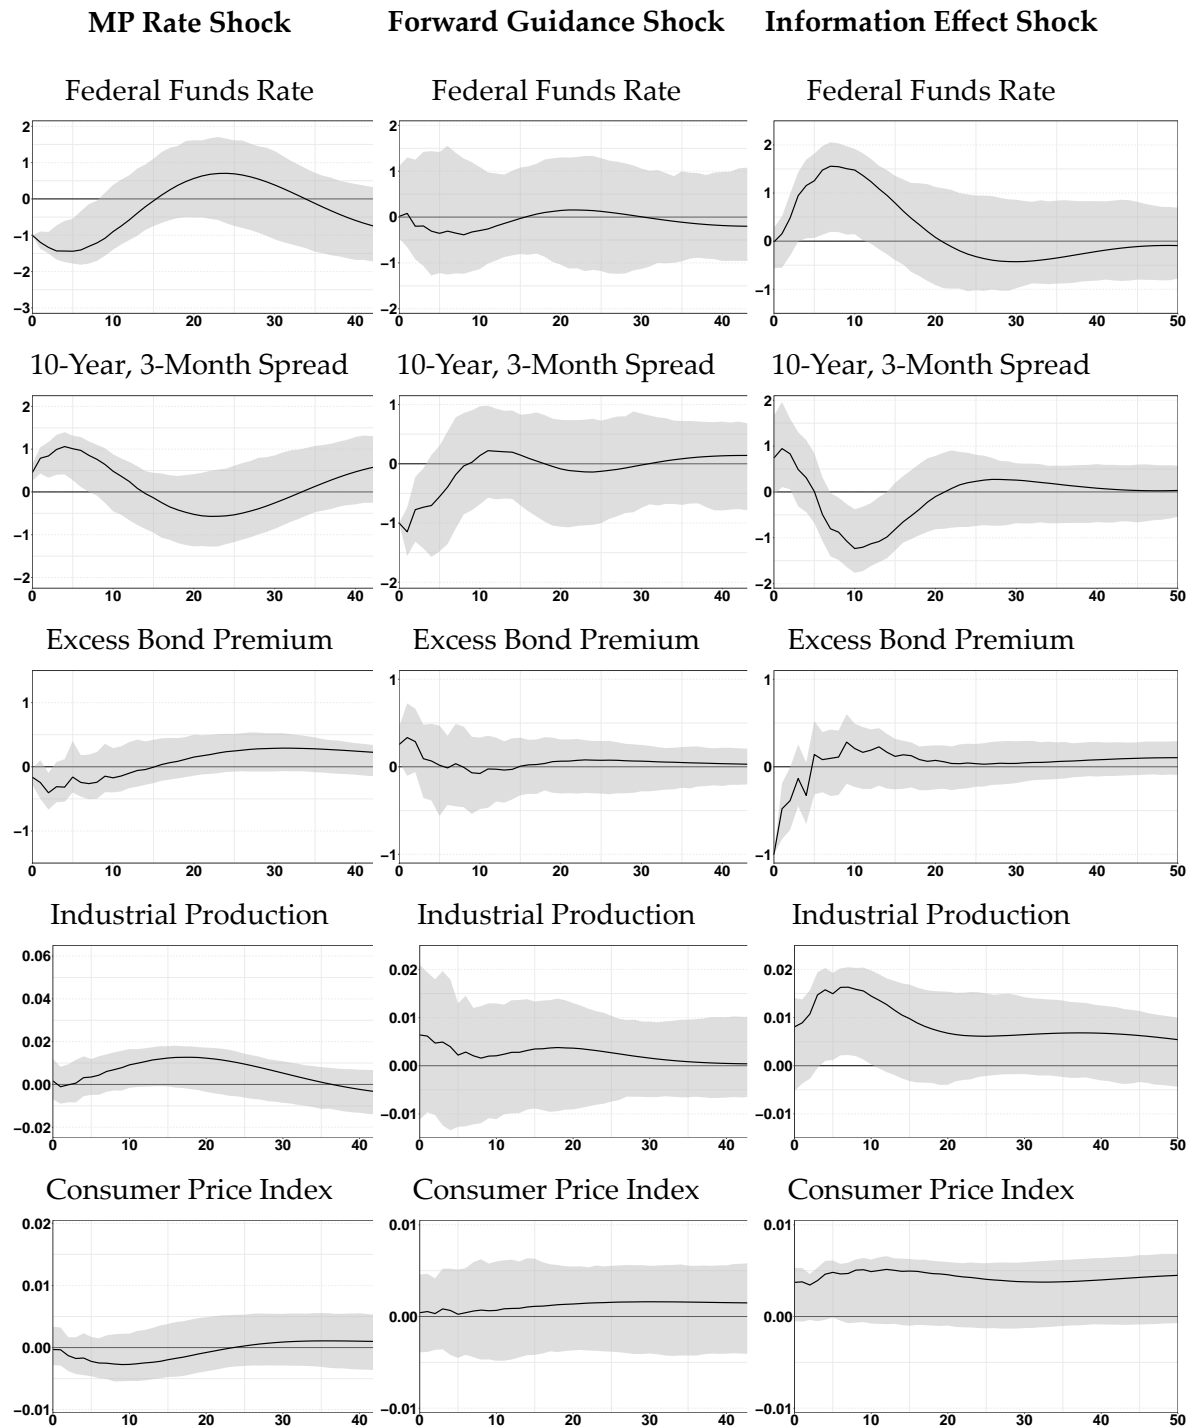 MP Rate Shock Forward Guidance Shock Information Effect Shock
Federal Funds Rate Federal Funds Rate Federal Funds Rate
2 2
1 1 2
0 0 1
−1 −1 0
−2 −1
−3 −2
0 10 20 30 40 0 10 20 30 40 0 10 20 30 40 50
10-Year, 3-Month Spread 10-Year, 3-Month Spread 10-Year, 3-Month Spread
2 1 2
1 0 1
0 −1 0
−1 −1
−2 −2 −2
0 10 20 30 40 0 10 20 30 40 0 10 20 30 40 50
Excess Bond Premium Excess Bond Premium Excess Bond Premium
1 1 1
0 0 0
−1 −1 −1
0 10 20 30 40 0 10 20 30 40 0 10 20 30 40 50
Industrial Production Industrial Production Industrial Production
0.06 0.02 0.02
0.04 0.01 0.01
0.02 0.00 0.00
0.00 −0.01 −0.01
−0.02
0 10 20 30 40 0 10 20 30 40 0 10 20 30 40 50
Consumer Price Index Consumer Price Index Consumer Price Index
0.02 0.01 0.01
0.01 0.00 0.00
0.00
−0.01 −0.01 −0.01
0 10 20 30 40 0 10 20 30 40 0 10 20 30 40 50